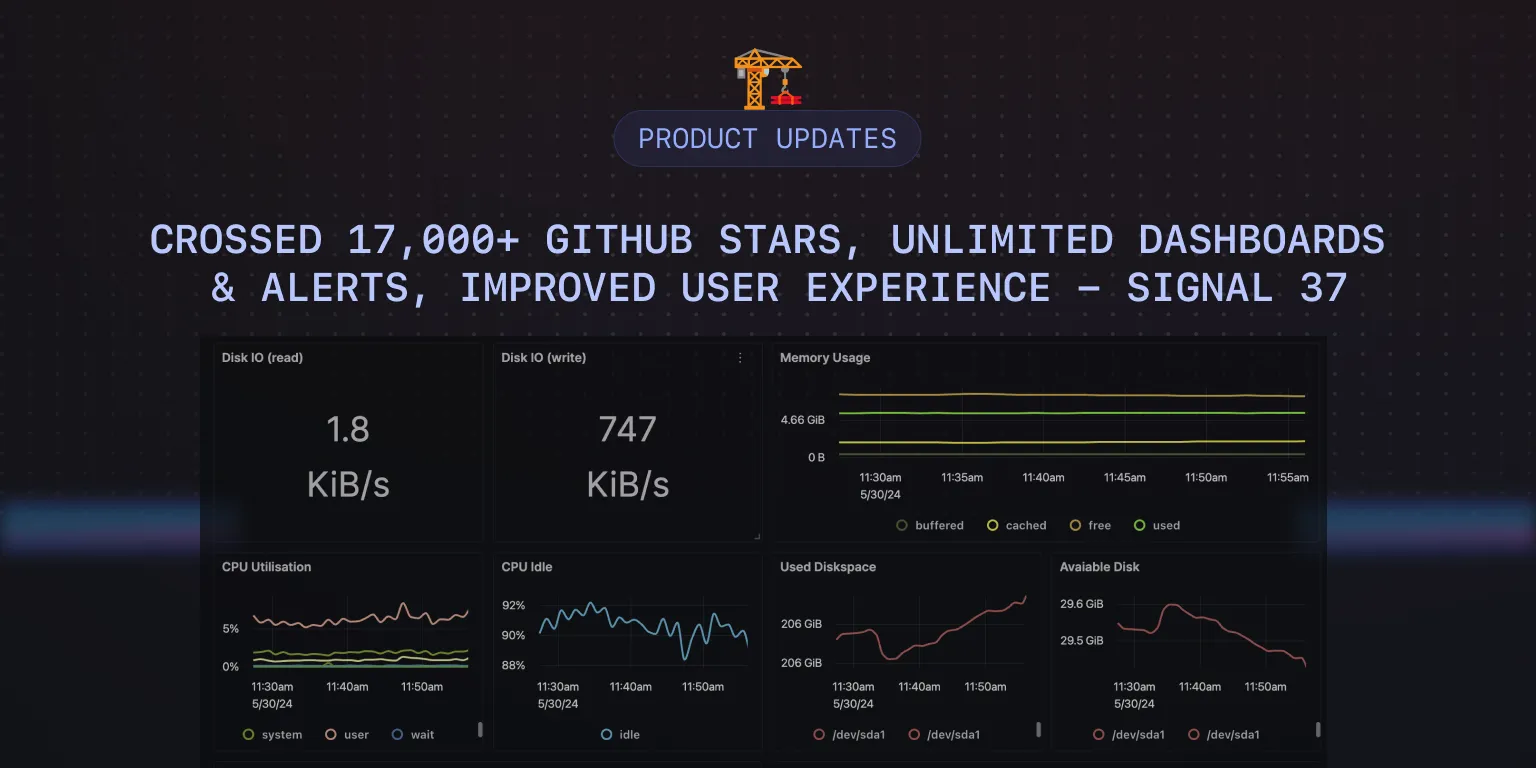 PRODUCT UPDATES
CROSSED 17,000+ GITHUB STARS, UNLIMITED DASHBOARDS
& ALERTS, IMPROVED USER EXPERIENCE – SIGNAL 37
Disk IO (read)
1.8
KiB/s
Disk IO (write)
747
KiB/s
Memory Usage
4.66 GiB
0 B
11:30am 11:35am 11:40am 11:45am 11:50am 11:55am
5/30/24
buffered cached free used
CPU Utilisation
5%
0%
11:30am 11:40am 11:50am
5/30/24
system user wait
CPU Idle
92%
90%
88%
11:30am 11:40am 11:50am
5/30/24
idle
Used Diskspace
206 GiB
206 GiB
11:30am 11:40am 11:50am
5/30/24
/dev/sda1 /dev/sda1
Avaiable Disk
29.6 GiB
29.5 GiB
11:30am 11:40am 11:50am
5/30/24
/dev/sda1 /dev/sda1